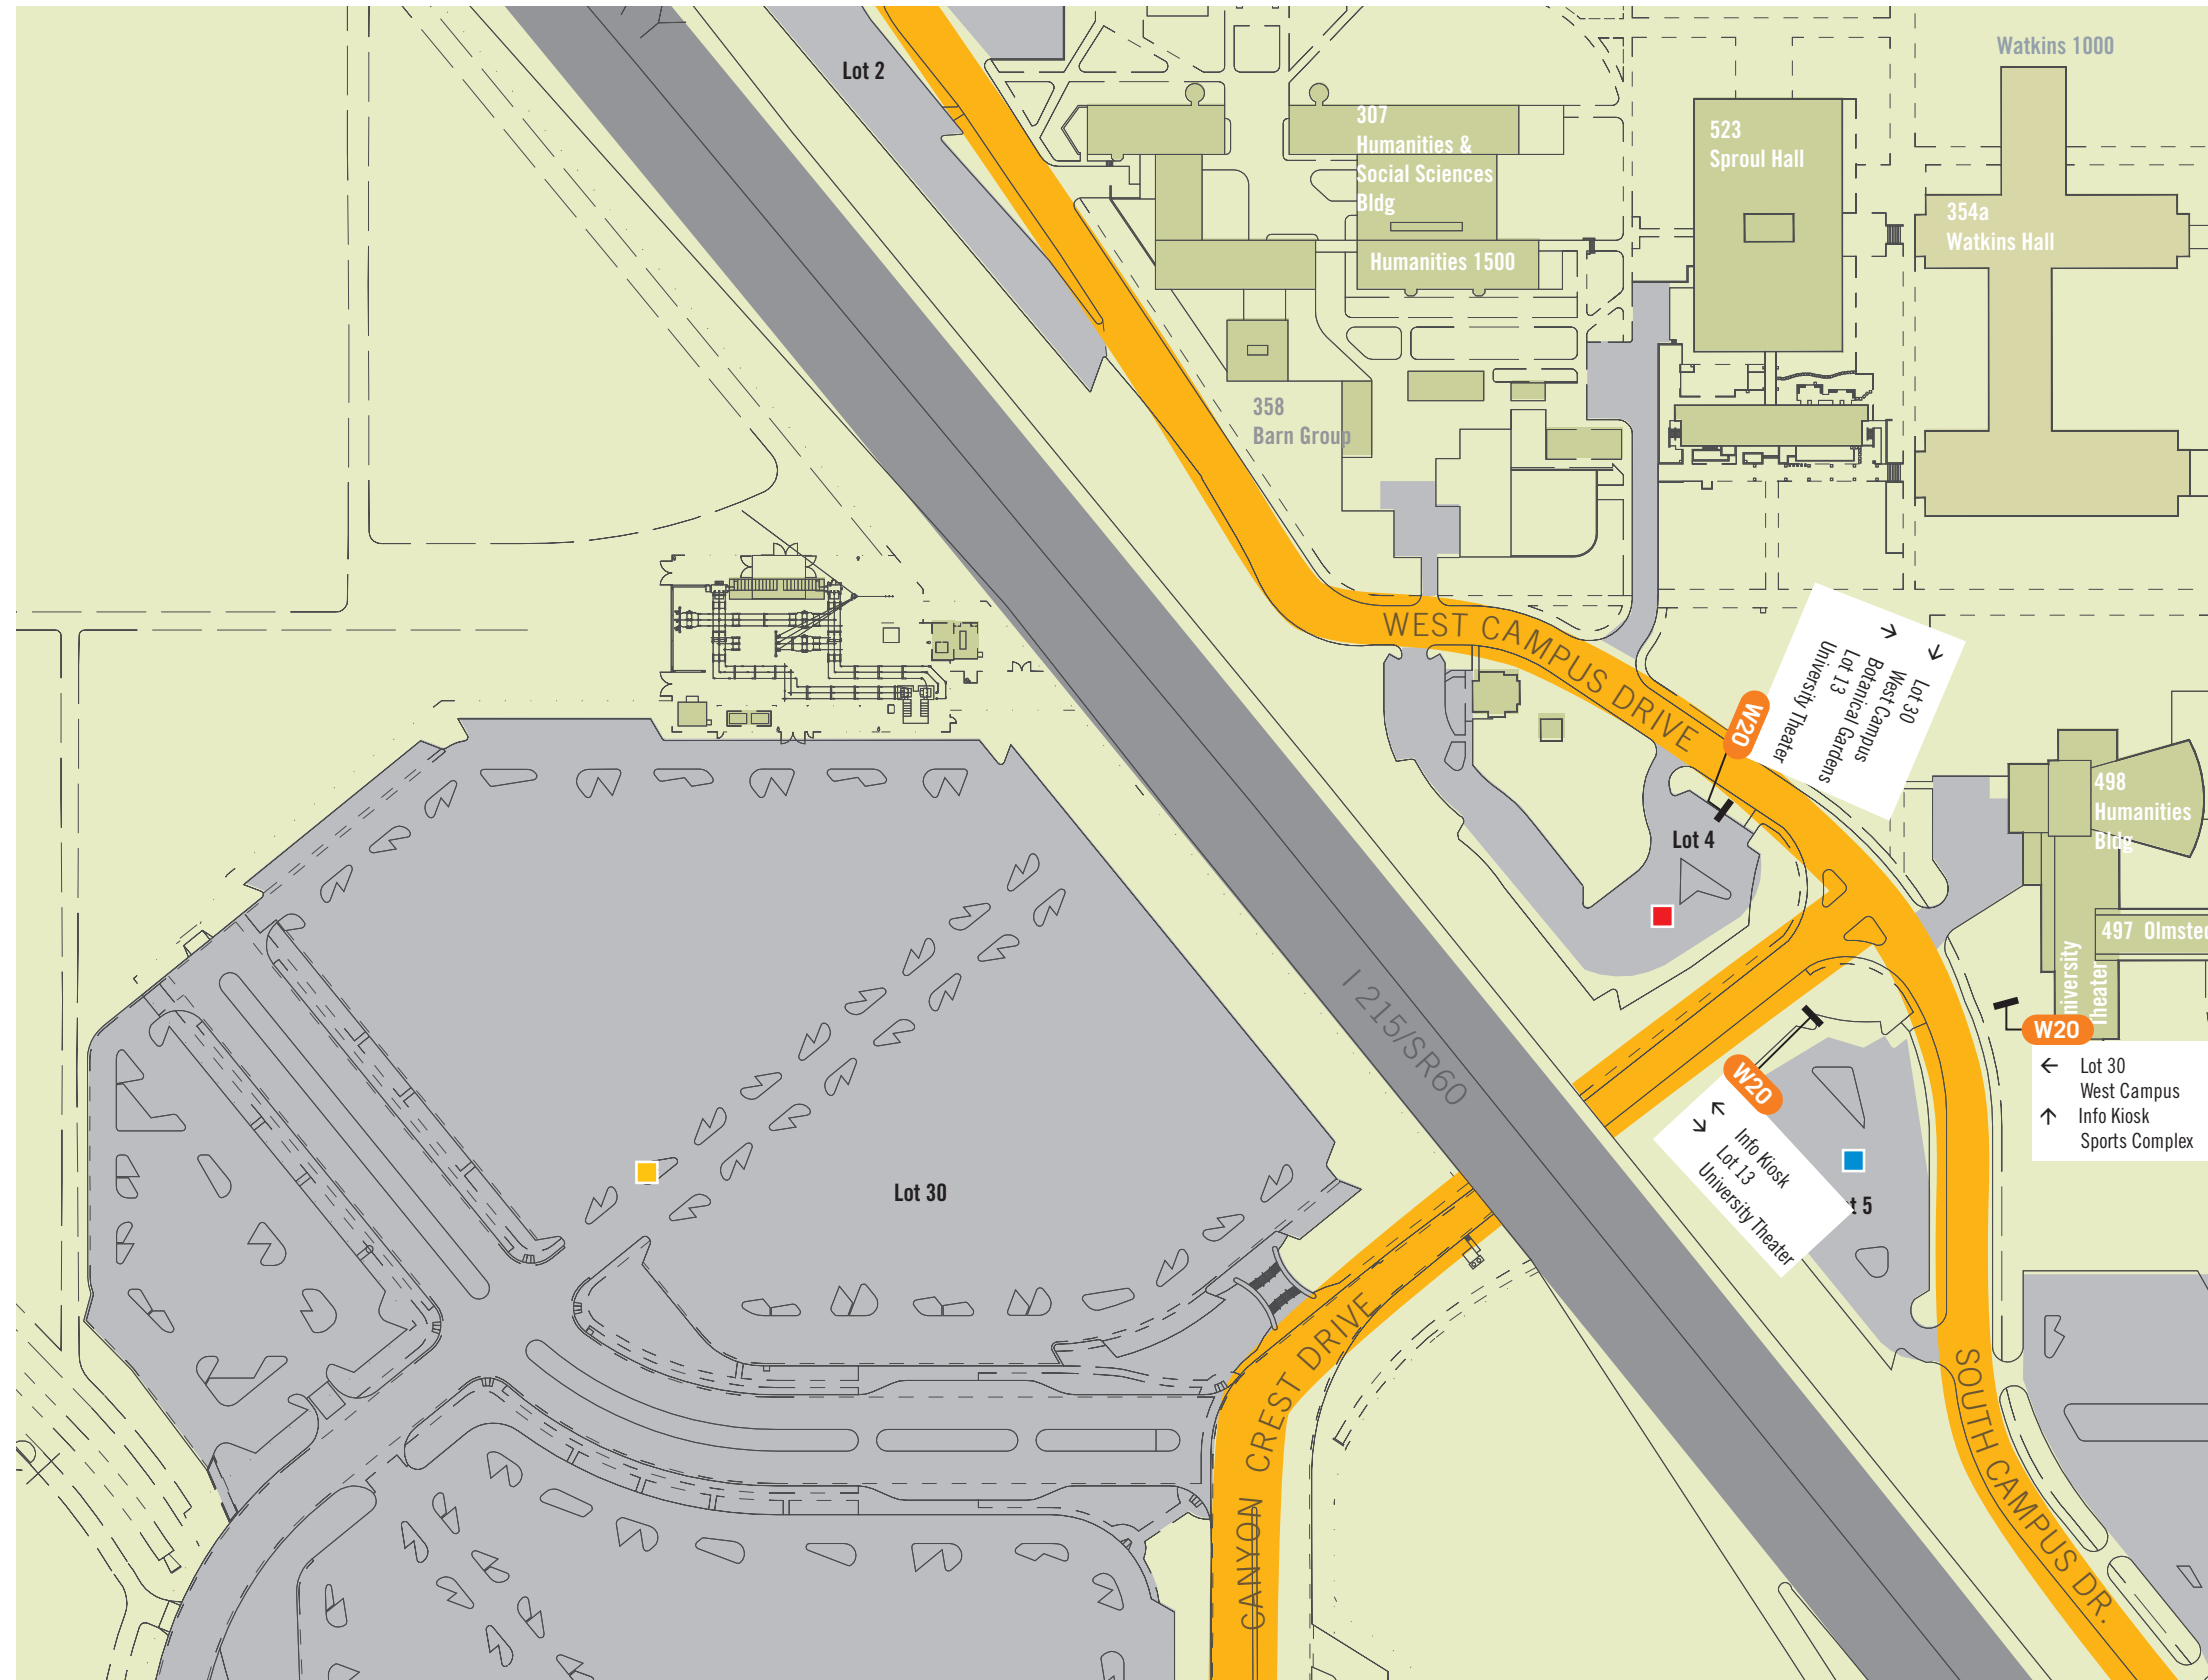 Lot 2
Watkins 1000
307
Humanities &
Social Sciences
Bldg
Humanities 1500
523
Sproul Hall
354a
Watkins Hall
358
Barn Group
WEST CAMPUS DRIVE
W20
Lot 30
West Campus
Botanical Gardens
Lot 13
University Theater
498
Humanities
Bldg
497 Olmsted
niversity
Theater
Lot 4
I 215/SR60
W20
Lot 30
West Campus
Info Kiosk
Sports Complex
W20
Info Kiosk
Lot 13
University Theater
t 5
Lot 30
CANYON CREST DRIVE
SOUTH CAMPUS DR.